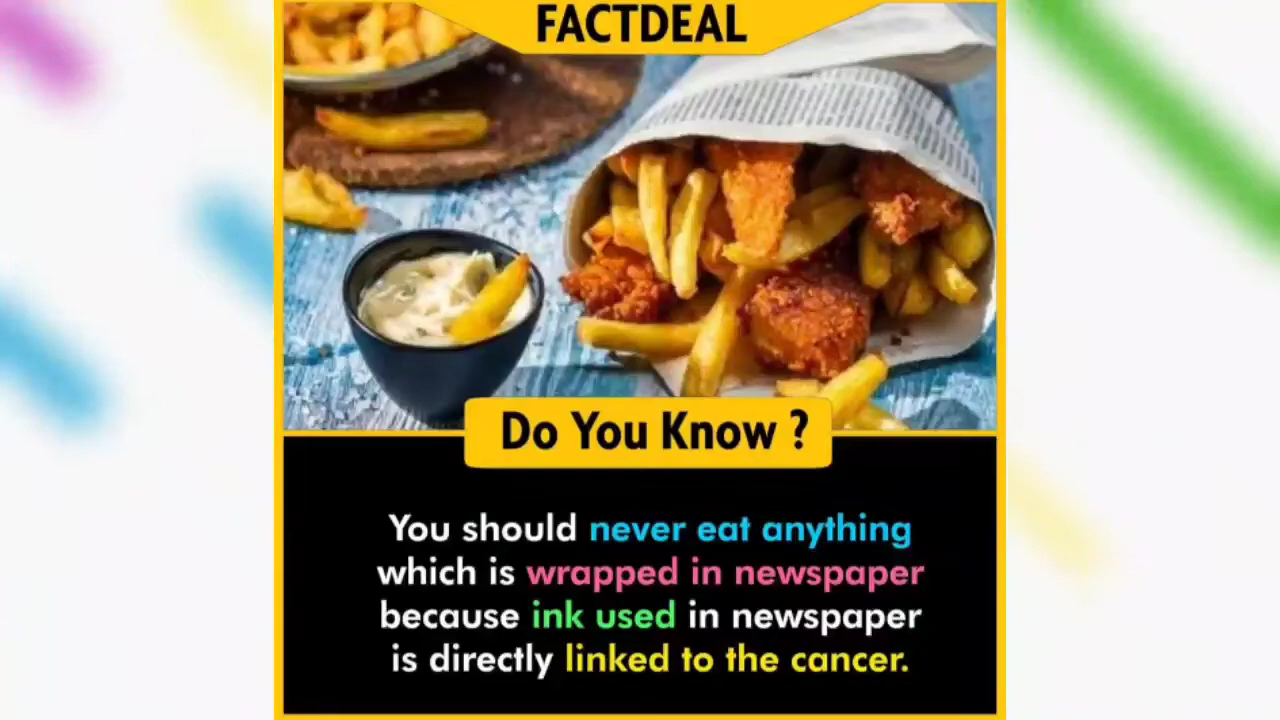 FACTDEAL
Do You Know ?
You should never eat anything
which is wrapped in newspaper
because ink used in newspaper
is directly linked to the cancer.